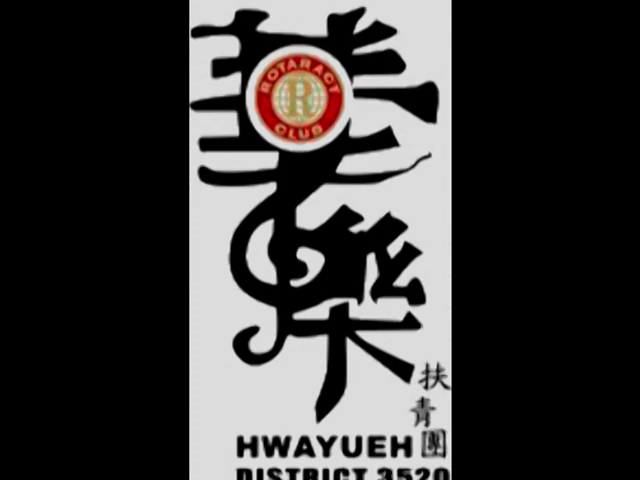 華
樂
ROTARACT
R
CLUB
扶
青
團
HWAYUEH
DISTRICT 3520